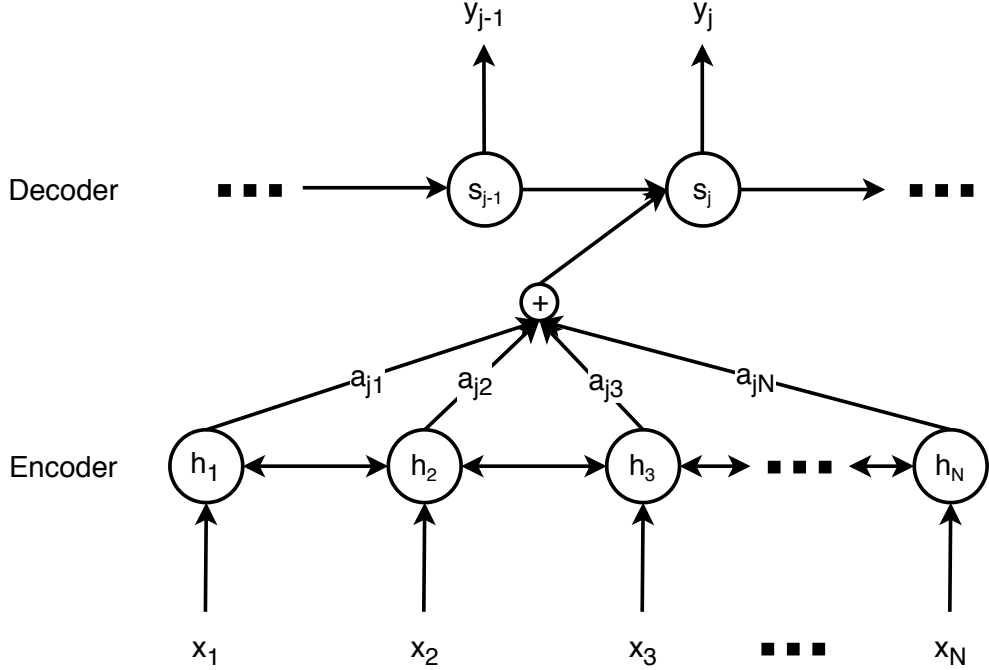 y_{j-1} y_j
Decoder s_{j-1} s_j
+
a_{j1} a_{j2} a_{j3} a_{jN}
Encoder h_1 h_2 h_3 h_N
x_1 x_2 x_3 x_N